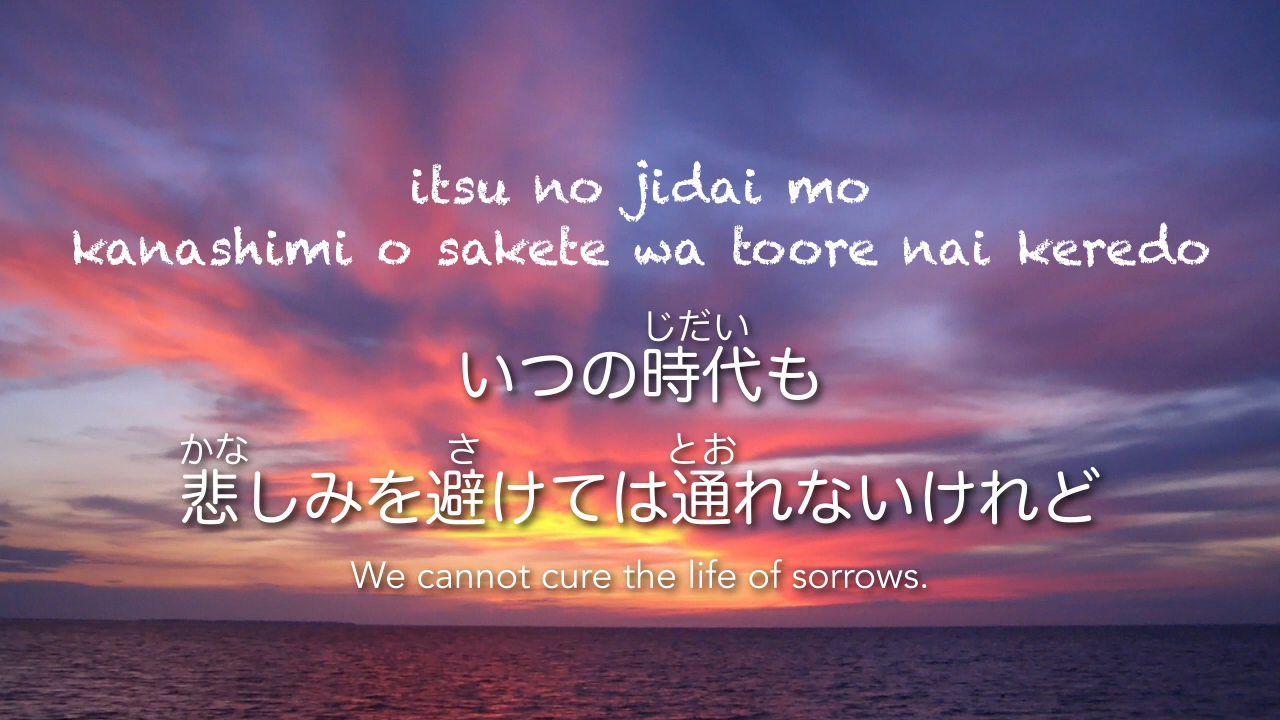 itsu no jidai mo
kanashimi o sakete wa toore nai keredo
じだい
いつの時代も
かな さ とお
悲しみを避けては通れないけれど
We cannot cure the life of sorrows.